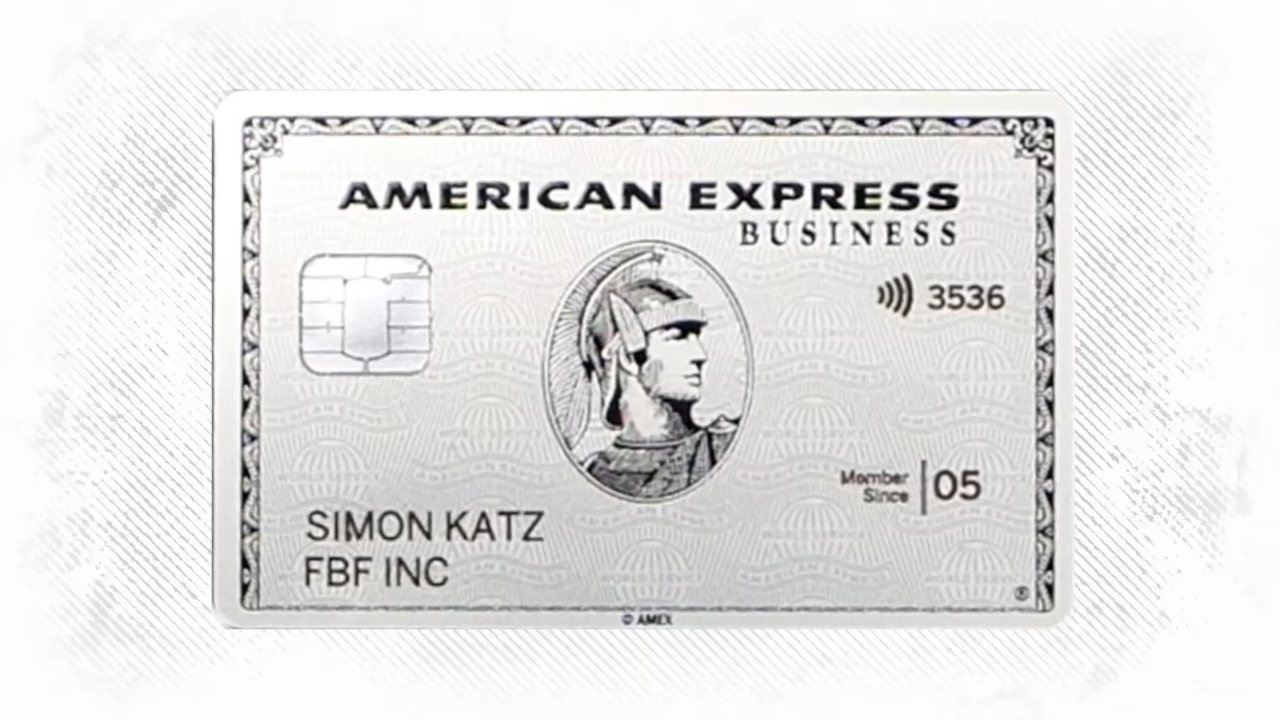 AMERICAN EXPRESS
BUSINESS
3536
Member
Since
05
SIMON KATZ
FBF INC
®
© AMEX